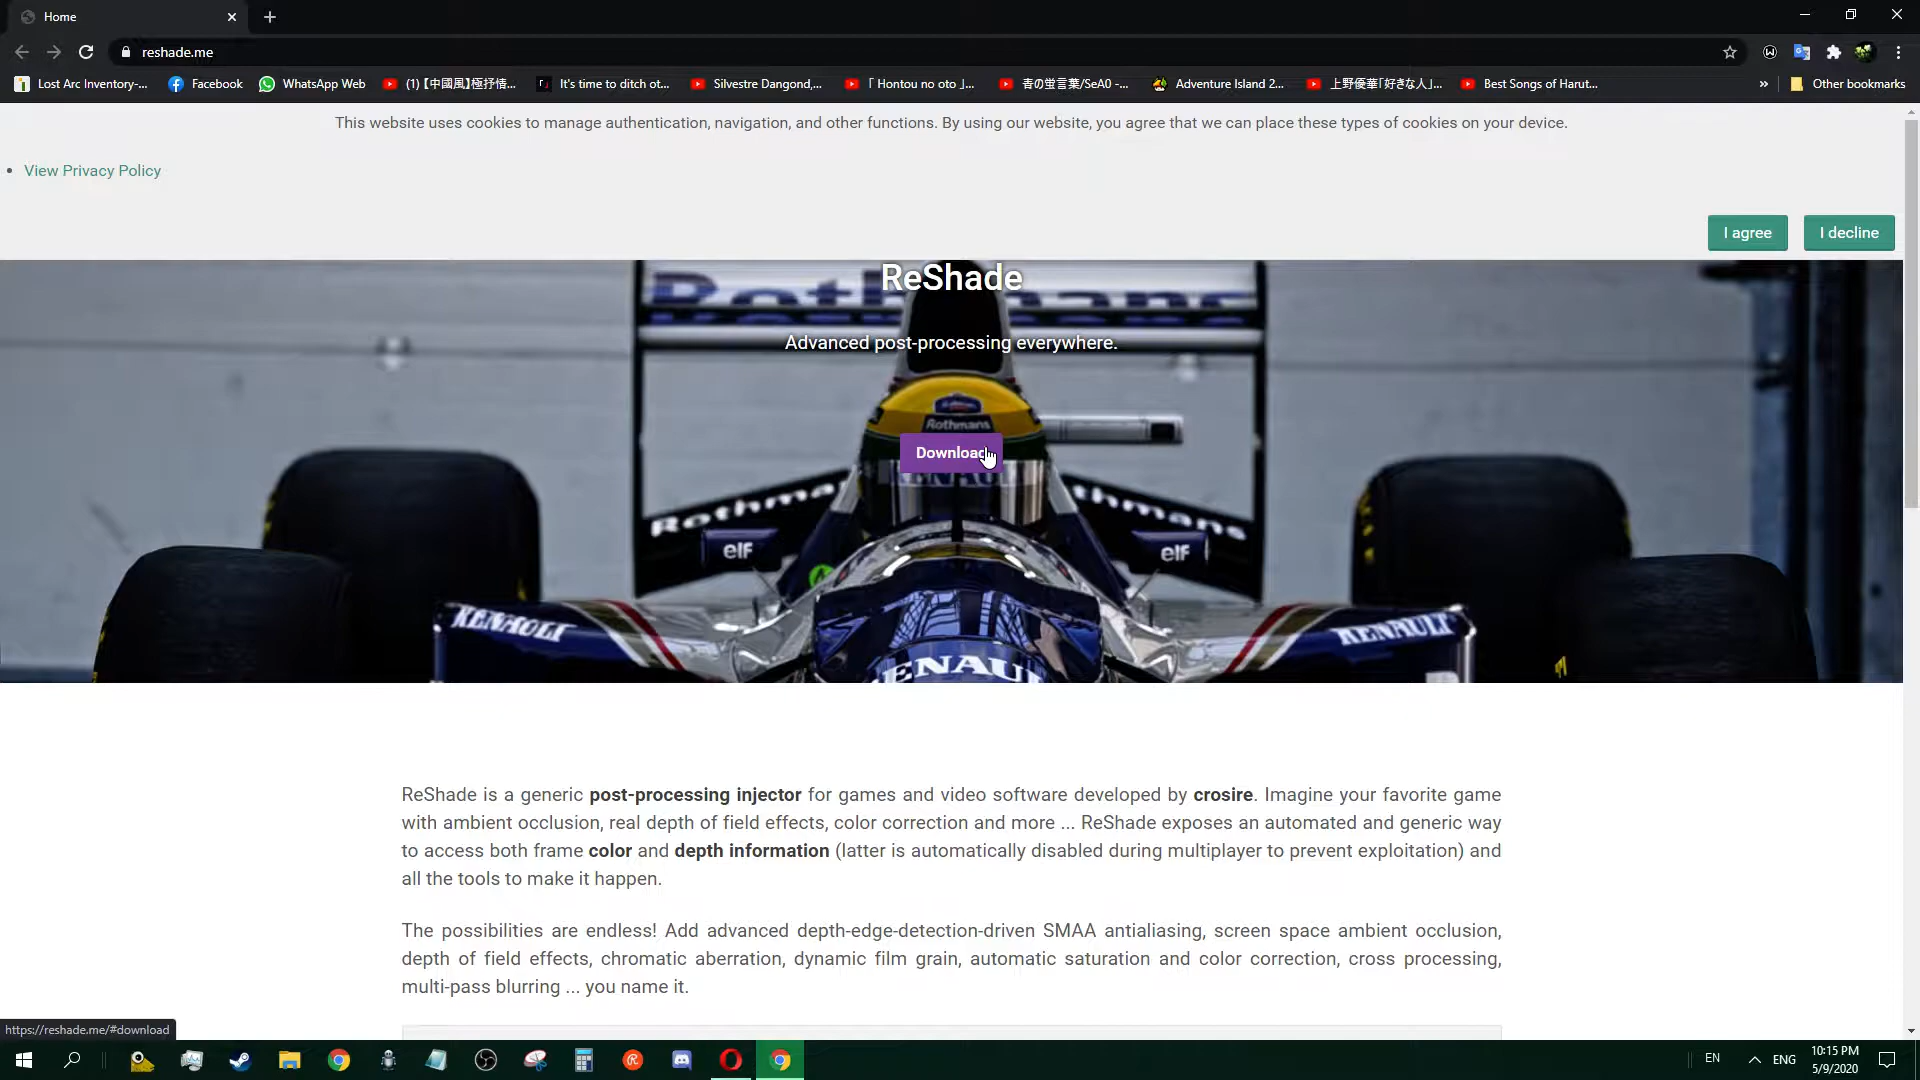 Home
reshade.me
Lost Arc Inventory-...
Facebook
WhatsApp Web
(1)【中國風】極抒情...
It's time to ditch ot...
Silvestre Dangond,...
「 Hontou no oto 」...
青の蛍言葉/SeA0 -...
Adventure Island 2...
上野優華「好きな人」...
Best Songs of Harut...
»
Other bookmarks
This website uses cookies to manage authentication, navigation, and other functions. By using our website, you agree that we can place these types of cookies on your device.
• View Privacy Policy
I agree
I decline
Rothmans
ReShade
Advanced post-processing everywhere.
Rothmans
Download
RENAUL
Rothma
thmans
elf
elf
RENAULT
RENAULT
ENAU
ReShade is a generic post-processing injector for games and video software developed by crosire. Imagine your favorite game
with ambient occlusion, real depth of field effects, color correction and more ... ReShade exposes an automated and generic way
to access both frame color and depth information (latter is automatically disabled during multiplayer to prevent exploitation) and
all the tools to make it happen.
The possibilities are endless! Add advanced depth-edge-detection-driven SMAA antialiasing, screen space ambient occlusion,
depth of field effects, chromatic aberration, dynamic film grain, automatic saturation and color correction, cross processing,
multi-pass blurring ... you name it.
https://reshade.me/#download
EN
ENG
10:15 PM
5/9/2020